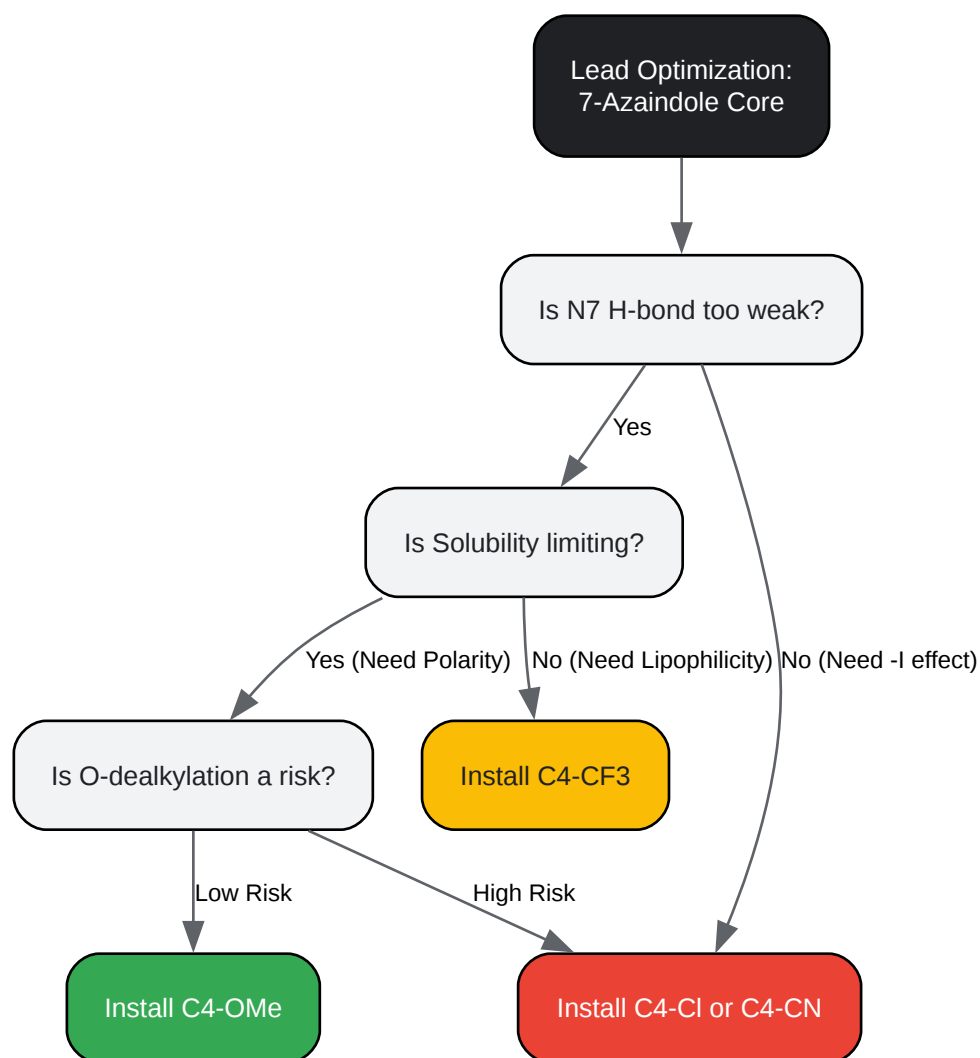 Lead Optimization:
7-Azaindole Core
Is N7 H-bond too weak?
Yes
Is Solubility limiting?
Yes (Need Polarity)
No (Need Lipophilicity)
No (Need -I effect)
Is O-dealkylation a risk?
Install C4-CF3
Low Risk
High Risk
Install C4-OMe
Install C4-Cl or C4-CN